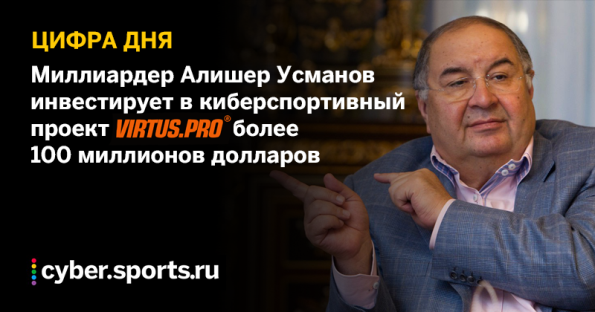 ЦИФРА ДНЯ
Миллиардер Алишер Усманов
инвестирует в киберспортивный
проект VIRTUS.PRO® более
100 миллионов долларов
cyber.sports.ru